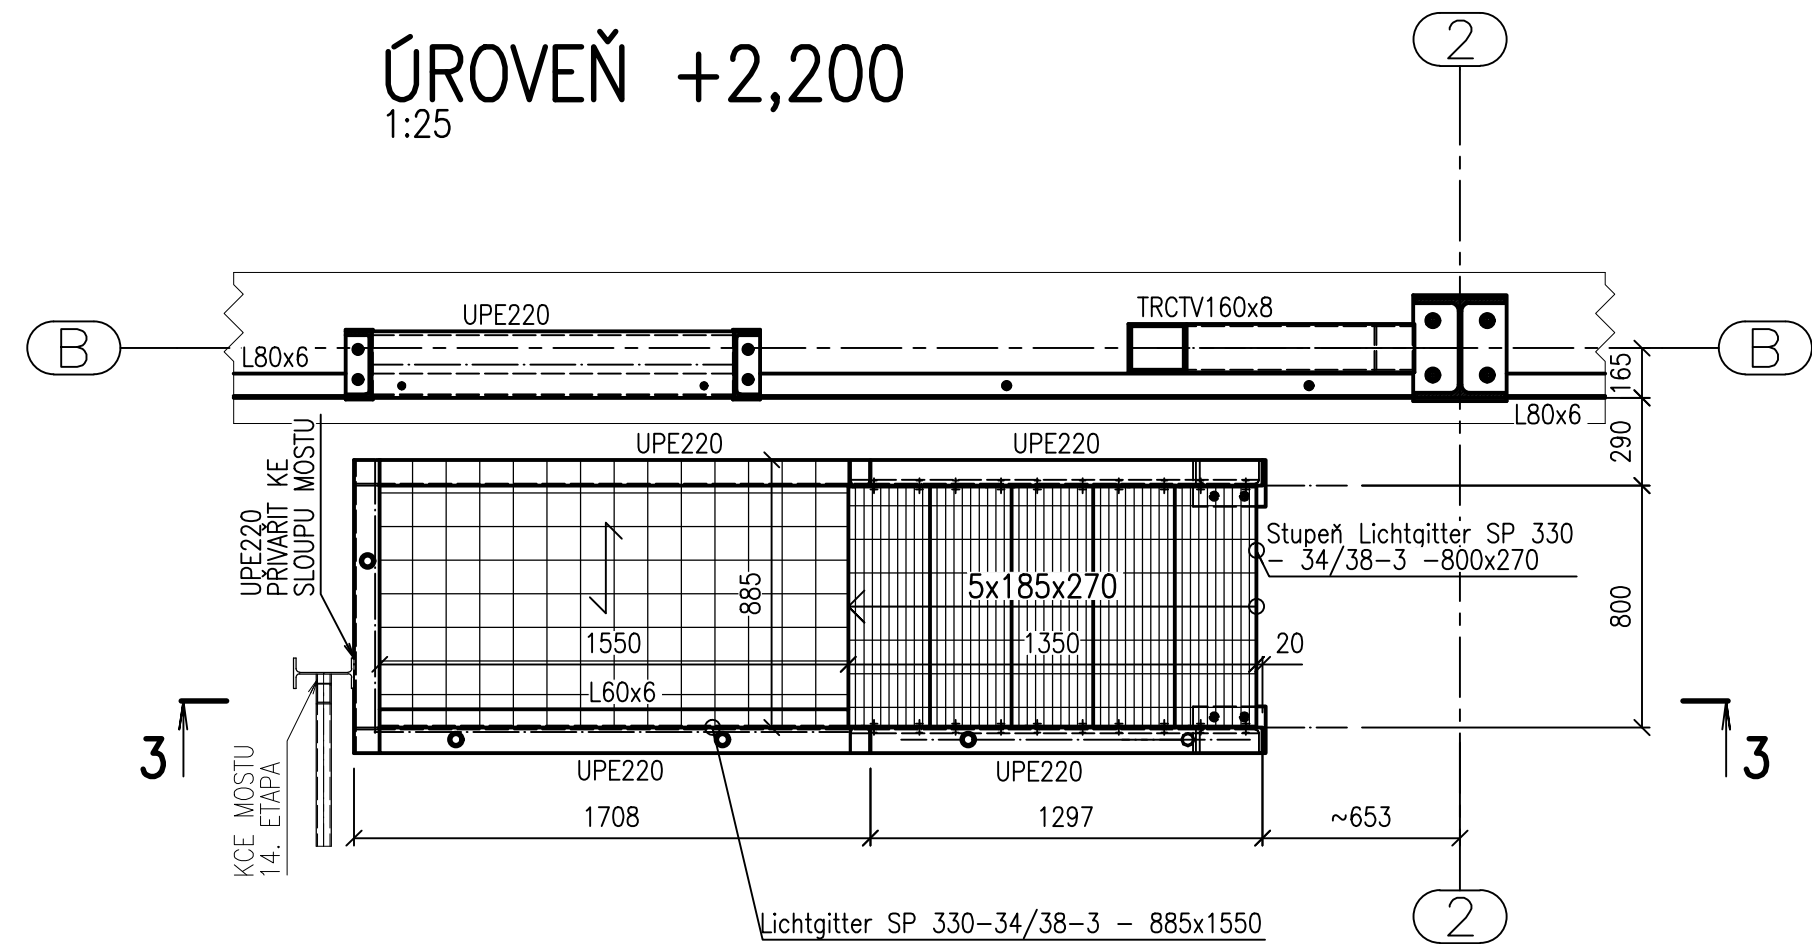 ÚROVEŇ +2,200
1:25
2
UPE220
TRCTV160x8
B
B
L80x6
165
L80x6
UPE220
UPE220
290
UPE220
PŘIVAŘIT KE
SLOUPU MOSTU
Stupeň Lichtgitter SP 330
- 34/38-3 -800x270
5x185x270
885
800
1550
1350
20
L60x6
3
3
KCE MOSTU
14. ETAPA
UPE220
UPE220
1708
1297
~653
Lichtgitter SP 330-34/38-3 - 885x1550
2